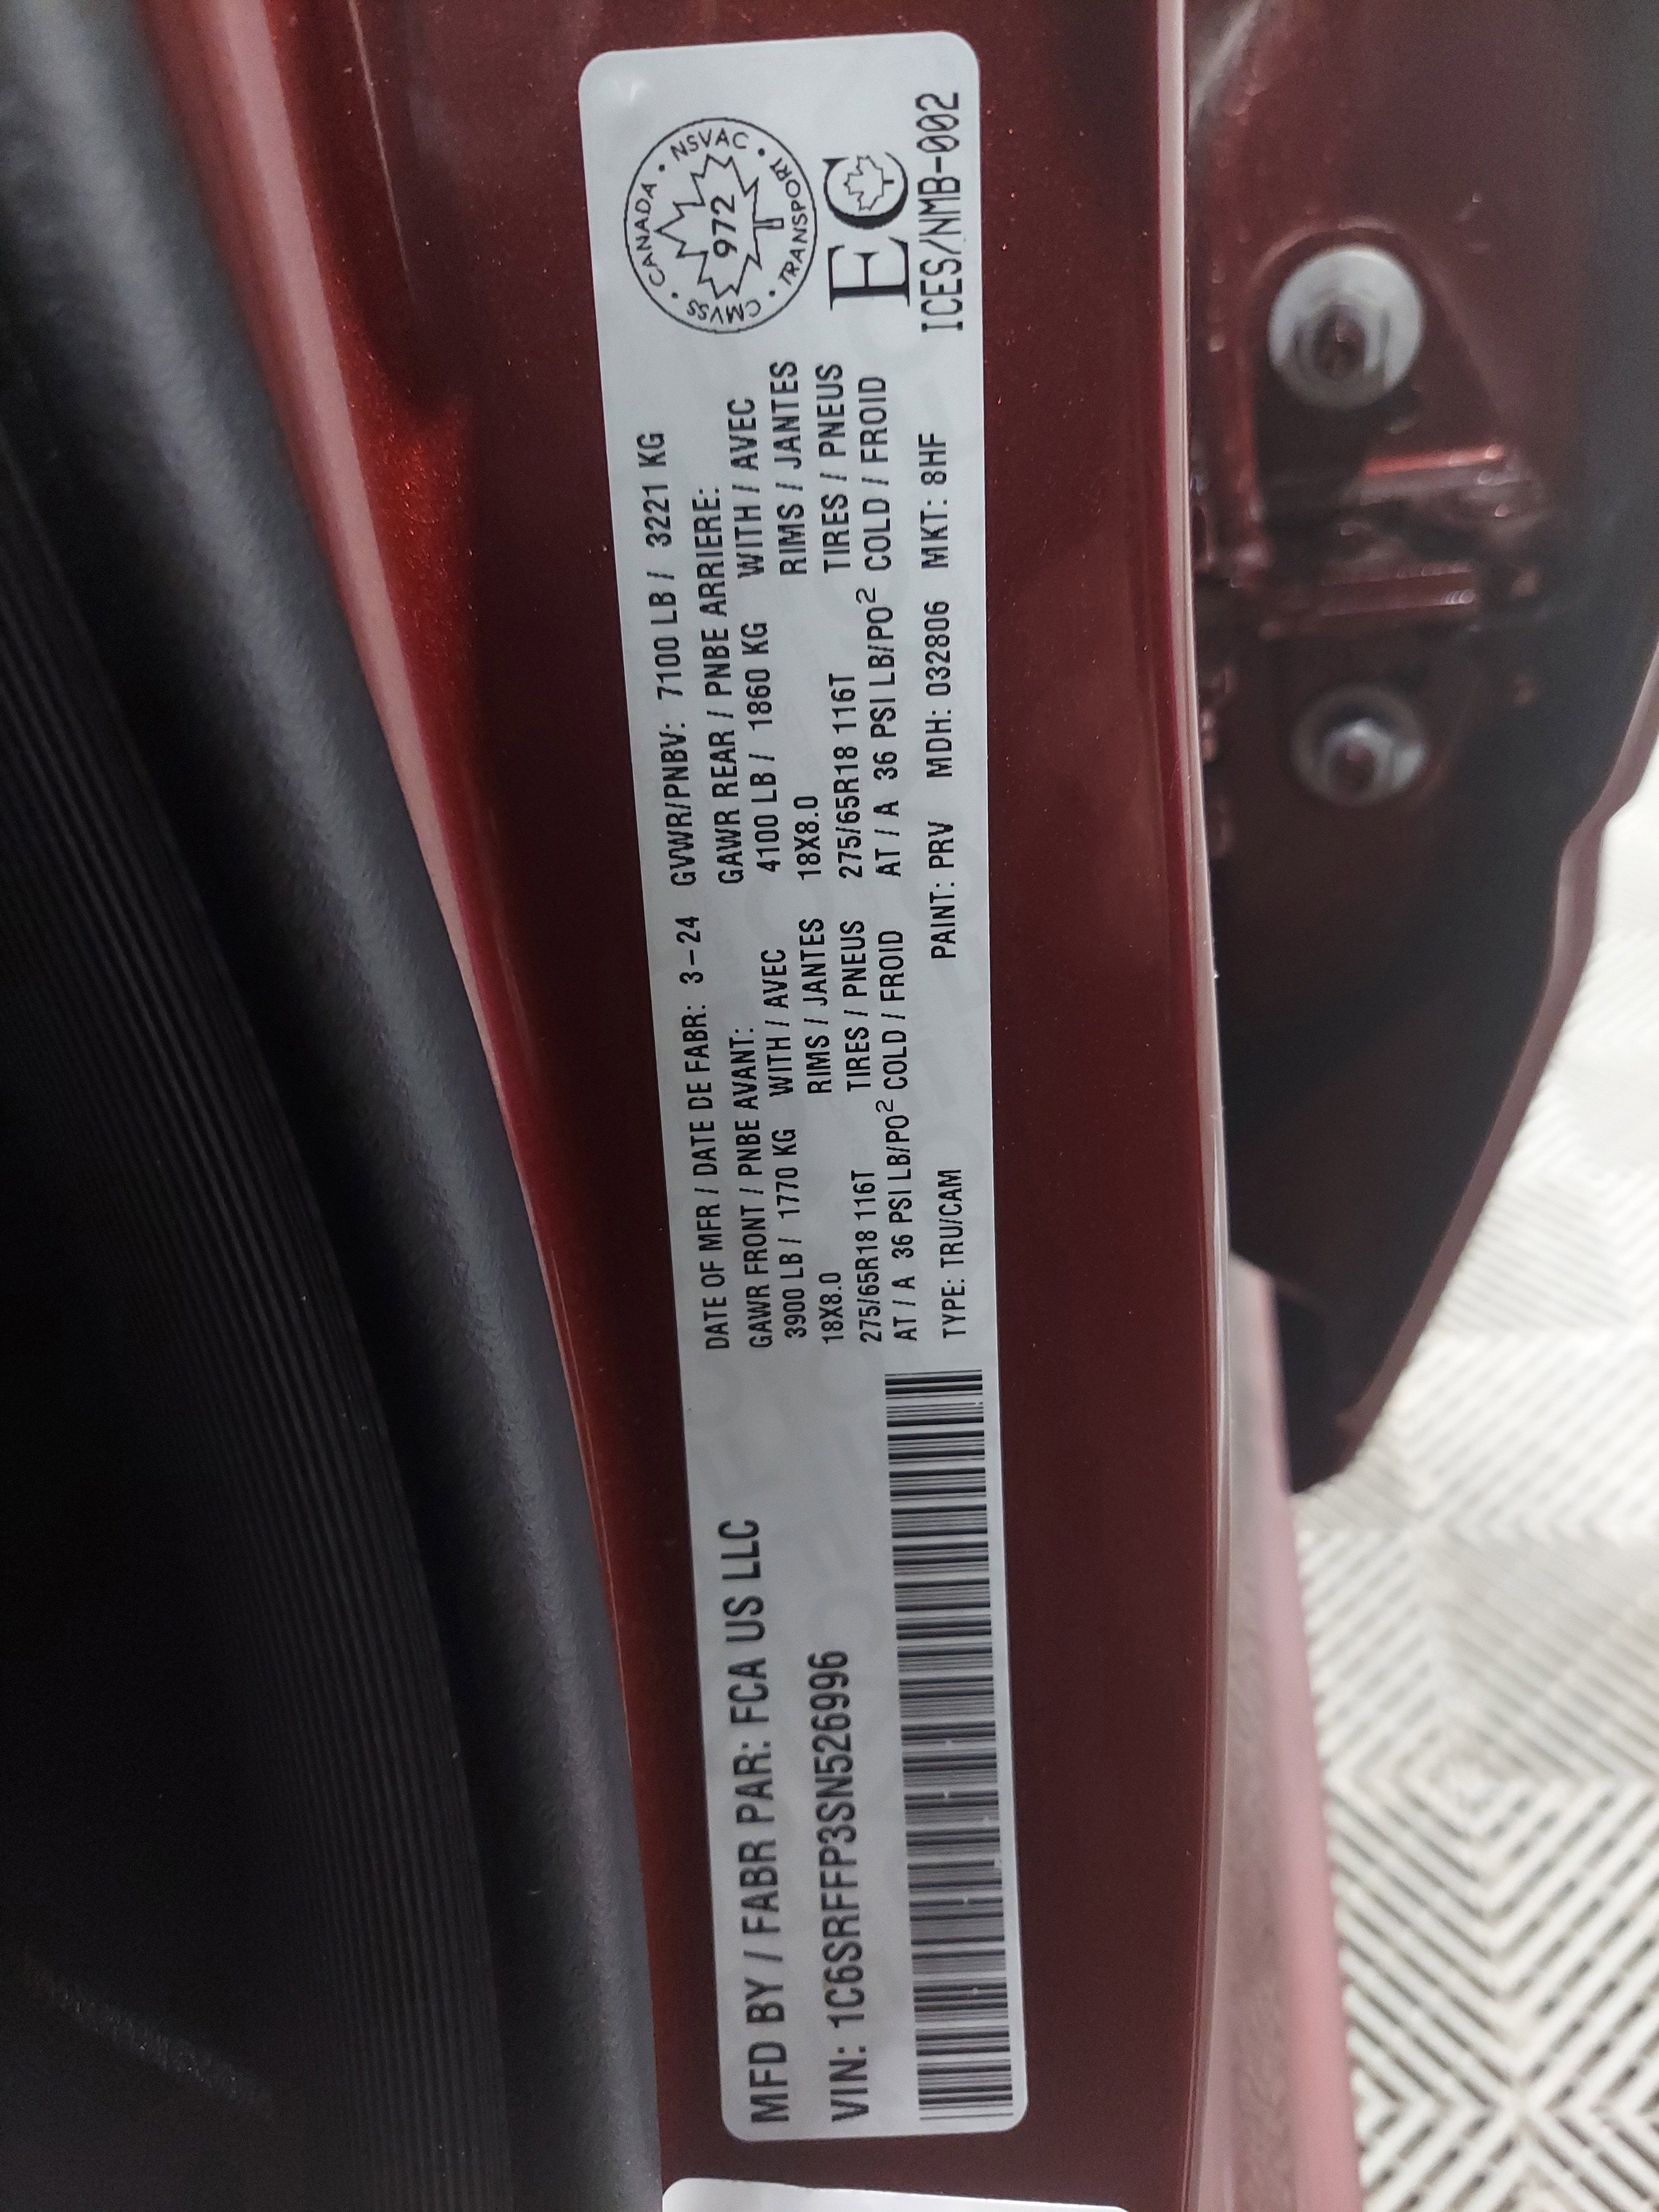 MFD BY / FABR PAR: FCA US LLC
VIN: 1C6SRFFP3SN526996
DATE OF MFR / DATE DE FABR: 3-24 GVWR/PNBV: 7100 LB / 3221 KG
GAWR FRONT / PNBE AVANT:
3900 LB / 1770 KG WITH / AVEC
18X8.0 RIMS / JANTES
275/65R18 116T TIRES / PNEUS
AT / A 36 PSI LB/PO² COLD / FROID
GAWR REAR / PNBE ARRIERE:
4100 LB / 1860 KG WITH / AVEC
18X8.0 RIMS / JANTES
275/65R18 116T TIRES / PNEUS
AT / A 36 PSI LB/PO² COLD / FROID
TYPE: TRU/CAM PAINT: PRV MDH: 032806 MKT: 8HF
CMVSS • CANADA • NSVAC • TRANSPORT •
972
EC
ICES/NMB-002